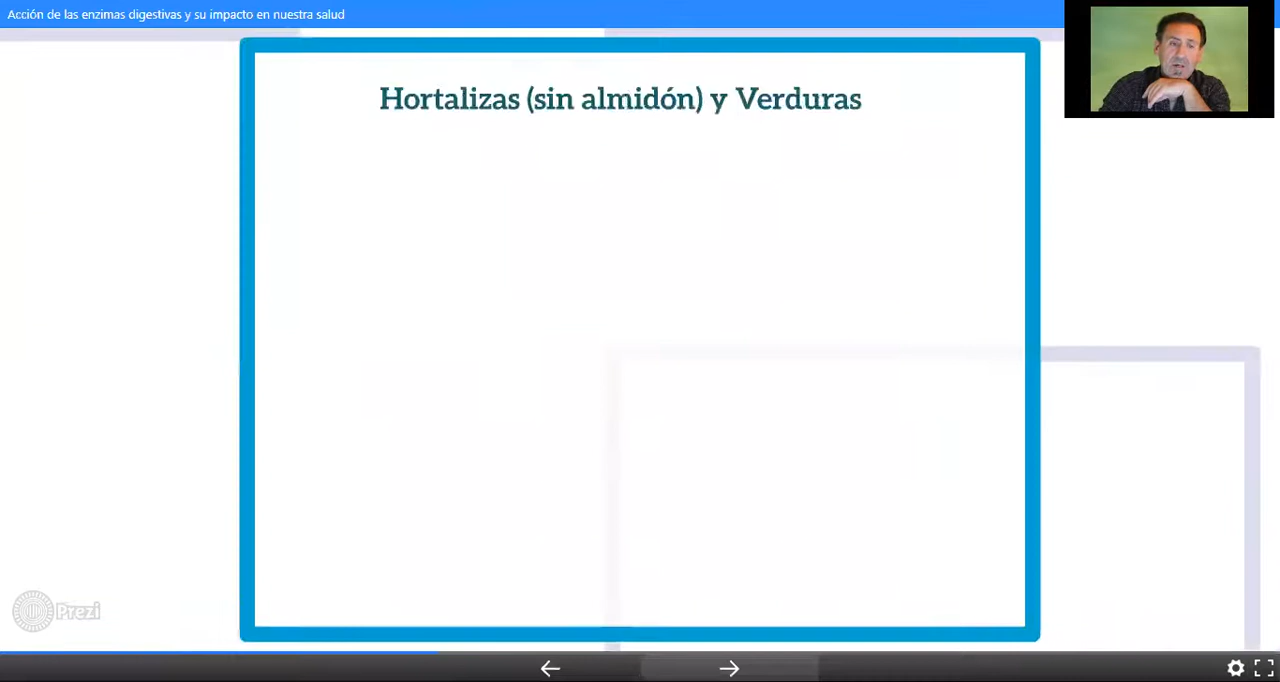 Acción de las enzimas digestivas y su impacto en nuestra salud
Hortalizas (sin almidón) y Verduras
Prezi